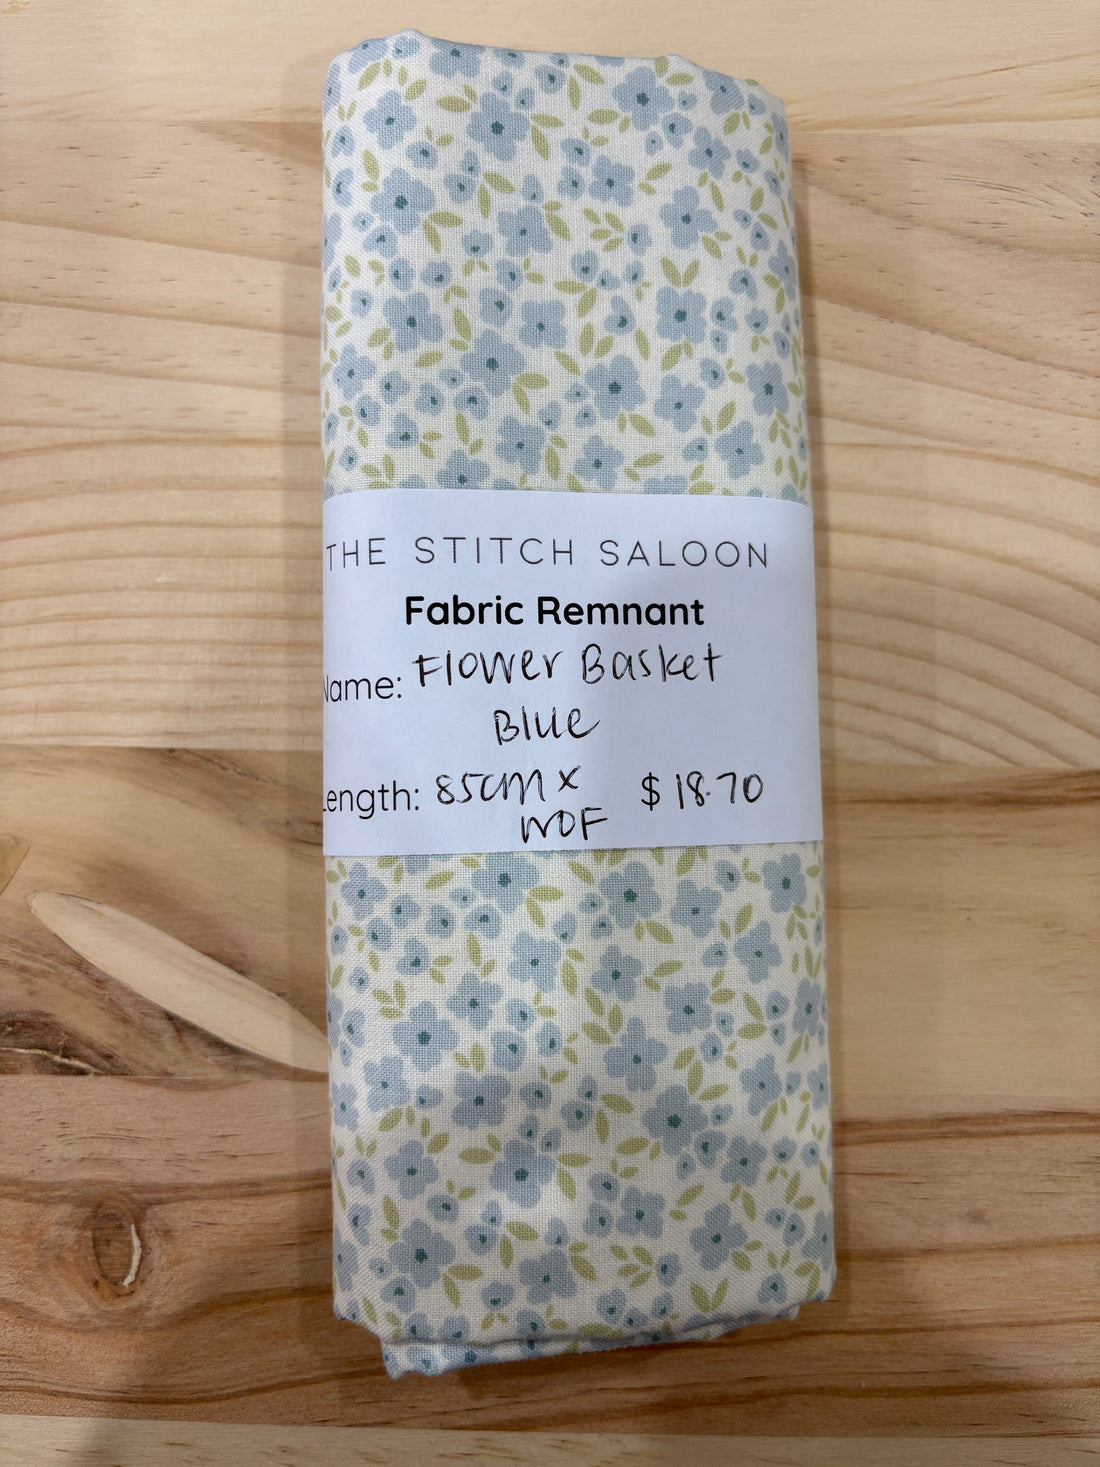 THE STITCH SALOON
Fabric Remnant
Name: Flower Basket
Blue
Length: 85cm x $18.70
WOF